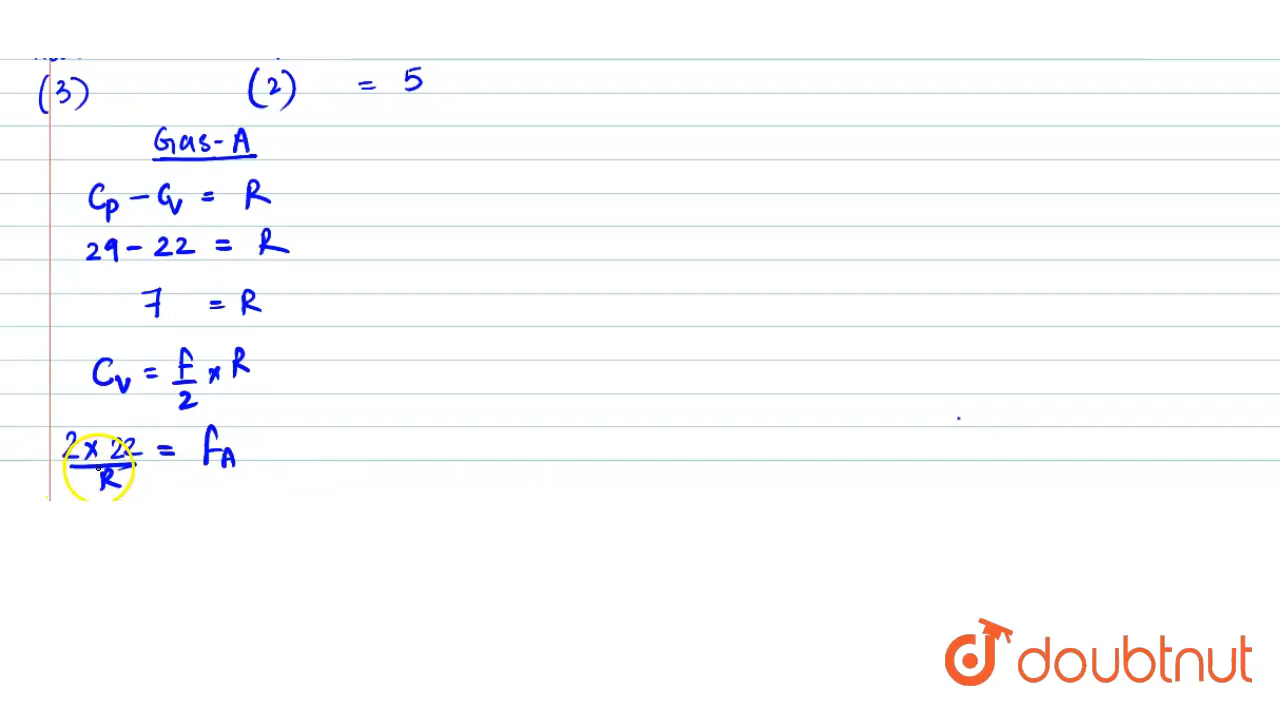 (3) (2) = 5
Gas-A
Cp - Cv = R
29 - 22 = R
7 = R
Cv = f/2 × R
2 × 22/R = fA
doubtnut